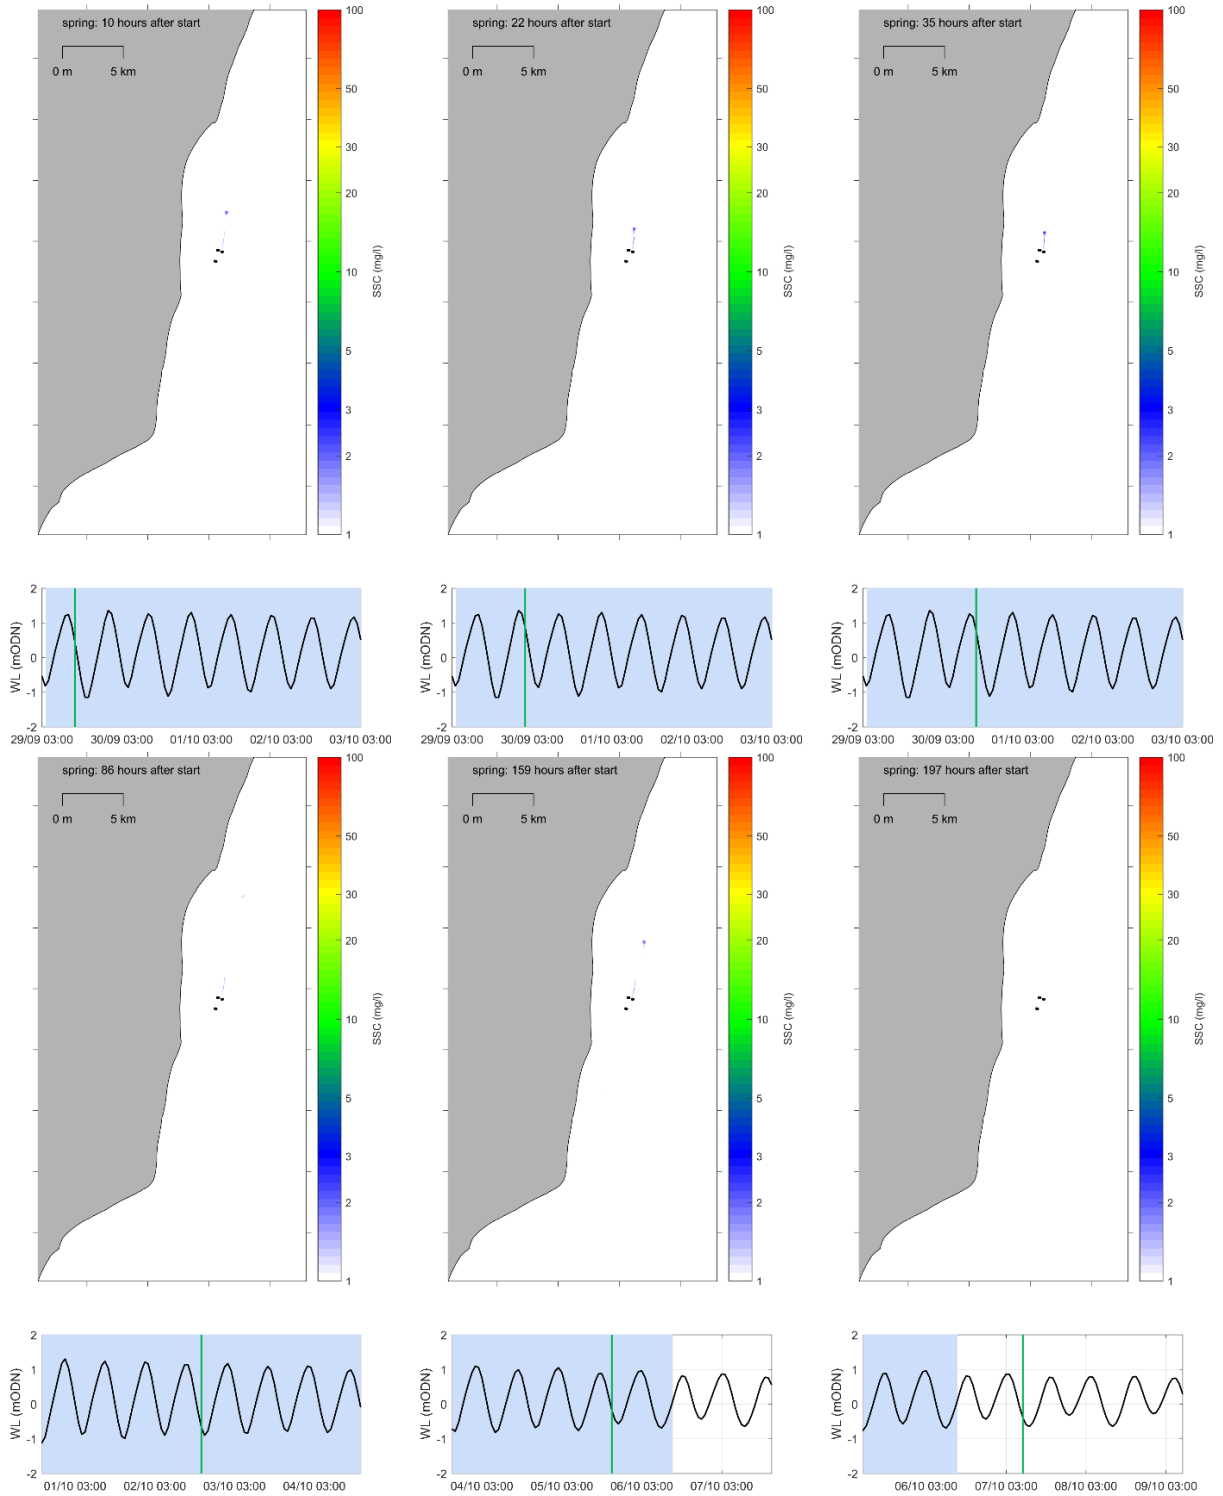 spring: 10 hours after start
0 m 5 km
100
50
30
20
10
5
3
2
1
SSC (mg/l)
spring: 22 hours after start
0 m 5 km
100
50
30
20
10
5
3
2
1
SSC (mg/l)
spring: 35 hours after start
0 m 5 km
100
50
30
20
10
5
3
2
1
SSC (mg/l)
WL (mODN)
2
1
0
-1
-2
29/09 03:00 30/09 03:00 01/10 03:00 02/10 03:00 03/10 03:00
WL (mODN)
2
1
0
-1
-2
29/09 03:00 30/09 03:00 01/10 03:00 02/10 03:00 03/10 03:00
WL (mODN)
2
1
0
-1
-2
29/09 03:00 30/09 03:00 01/10 03:00 02/10 03:00 03/10 03:00
spring: 86 hours after start
0 m 5 km
100
50
30
20
10
5
3
2
1
SSC (mg/l)
spring: 159 hours after start
0 m 5 km
100
50
30
20
10
5
3
2
1
SSC (mg/l)
spring: 197 hours after start
0 m 5 km
100
50
30
20
10
5
3
2
1
SSC (mg/l)
WL (mODN)
2
1
0
-1
-2
01/10 03:00 02/10 03:00 03/10 03:00 04/10 03:00
WL (mODN)
2
1
0
-1
-2
04/10 03:00 05/10 03:00 06/10 03:00 07/10 03:00
WL (mODN)
2
1
0
-1
-2
06/10 03:00 07/10 03:00 08/10 03:00 09/10 03:00